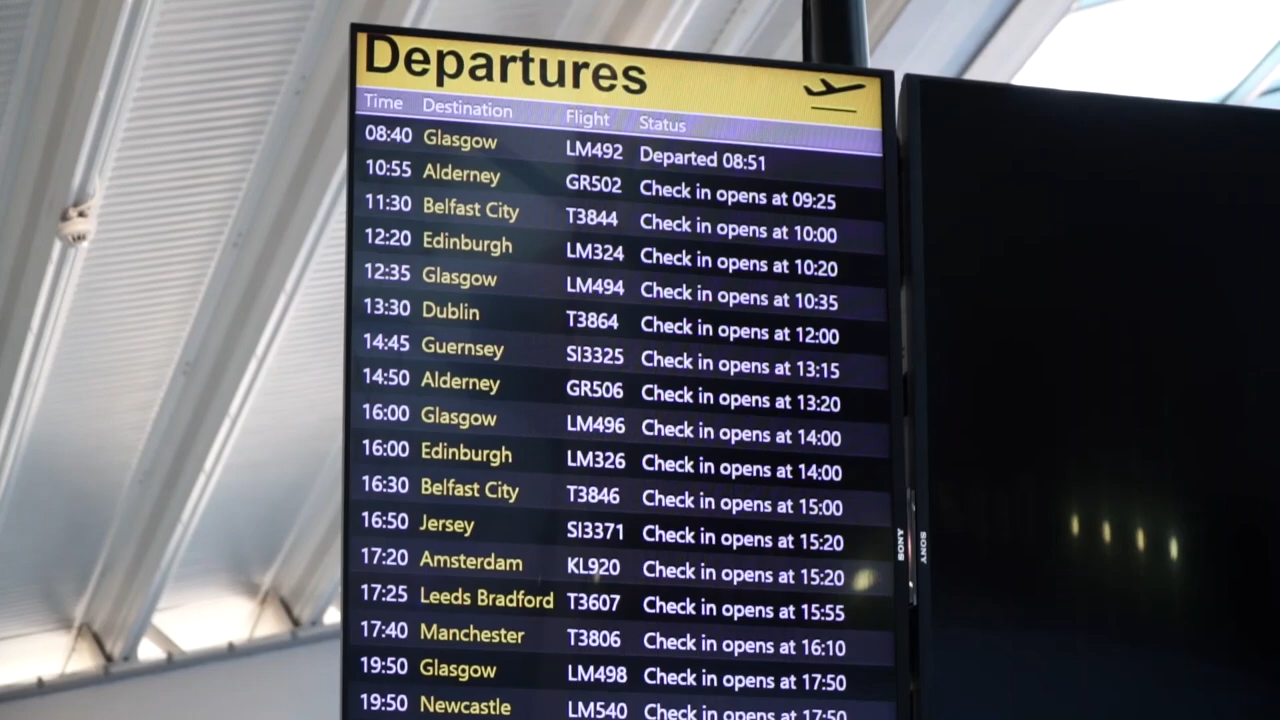 Departures
Time Destination Flight Status
08:40 Glasgow LM492 Departed 08:51
10:55 Alderney GR502 Check in opens at 09:25
11:30 Belfast City T3844 Check in opens at 10:00
12:20 Edinburgh LM324 Check in opens at 10:20
12:35 Glasgow LM494 Check in opens at 10:35
13:30 Dublin T3864 Check in opens at 12:00
14:45 Guernsey SI3325 Check in opens at 13:15
14:50 Alderney GR506 Check in opens at 13:20
16:00 Glasgow LM496 Check in opens at 14:00
16:00 Edinburgh LM326 Check in opens at 14:00
16:30 Belfast City T3846 Check in opens at 15:00
16:50 Jersey SI3371 Check in opens at 15:20
17:20 Amsterdam KL920 Check in opens at 15:20
17:25 Leeds Bradford T3607 Check in opens at 15:55
17:40 Manchester T3806 Check in opens at 16:10
19:50 Glasgow LM498 Check in opens at 17:50
19:50 Newcastle LM540 Check in opens at 17:50
SONY
SONY